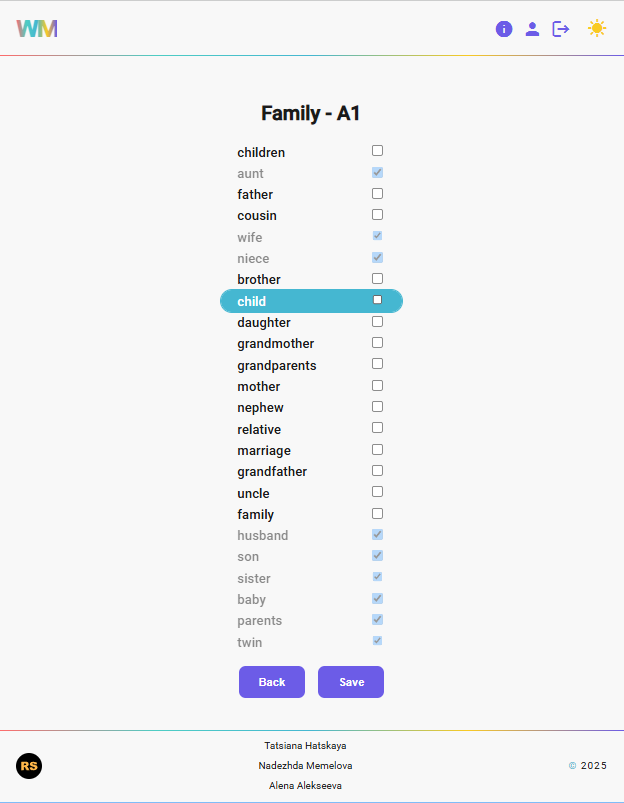 WM
Family - A1
children
aunt
father
cousin
wife
niece
brother
child
daughter
grandmother
grandparents
mother
nephew
relative
marriage
grandfather
uncle
family
husband
son
sister
baby
parents
twin
Back Save
Tatsiana Hatskaya
RS Nadezhda Memelova © 2025
Alena Alekseeva